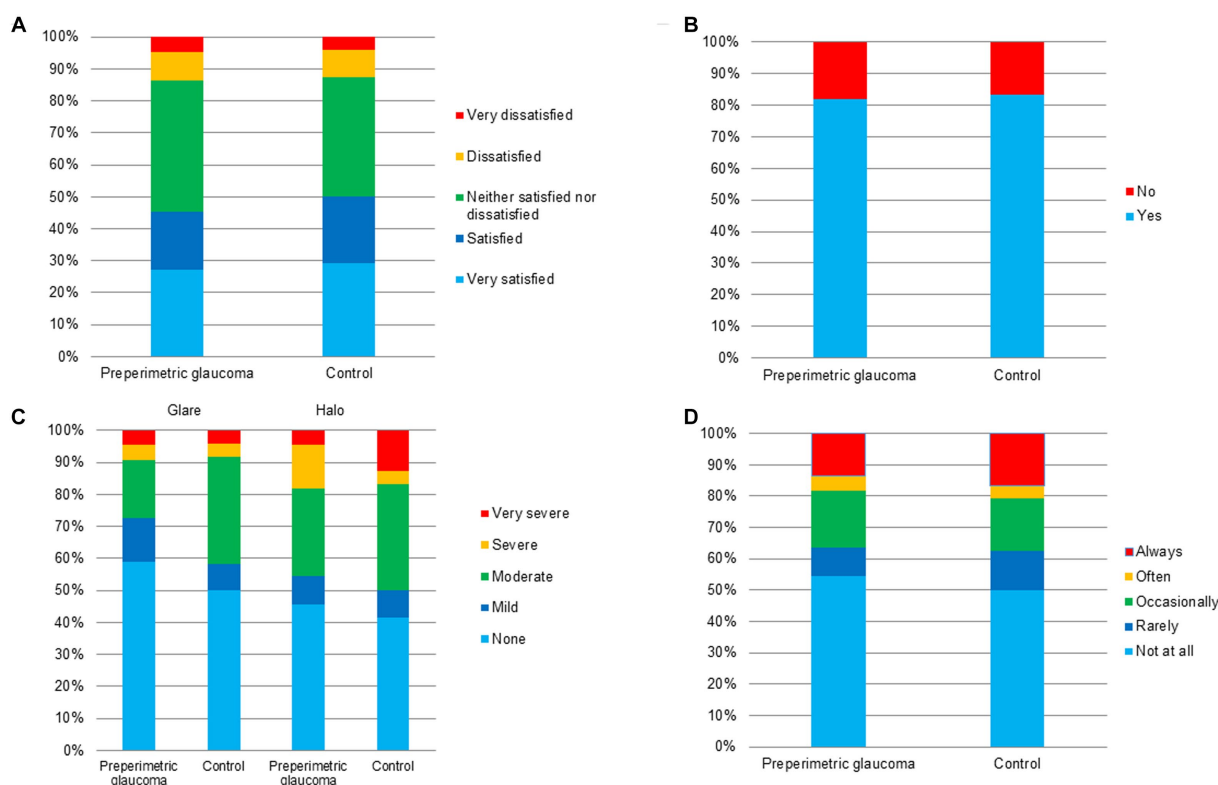 A
100%
90%
80%
70%
60%
50%
40%
30%
20%
10%
0%
Preperimetric glaucoma
Control
Very dissatisfied
Dissatisfied
Neither satisfied nor
dissatisfied
Satisfied
Very satisfied
B
100%
90%
80%
70%
60%
50%
40%
30%
20%
10%
0%
Preperimetric glaucoma
Control
No
Yes
C
Glare
Halo
100%
90%
80%
70%
60%
50%
40%
30%
20%
10%
0%
Preperimetric
glaucoma
Control
Preperimetric
glaucoma
Control
Very severe
Severe
Moderate
Mild
None
D
100%
90%
80%
70%
60%
50%
40%
30%
20%
10%
0%
Preperimetric glaucoma
Control
Always
Often
Occasionally
Rarely
Not at all